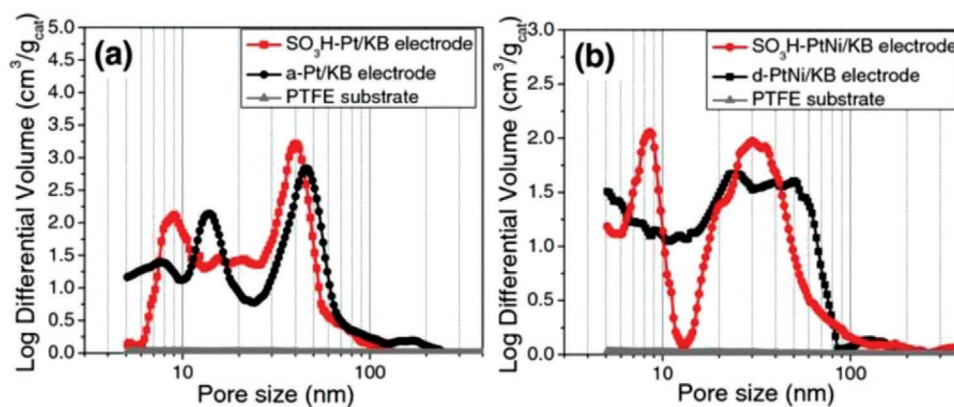 (a)
SO₃H-Pt/KB electrode
a-Pt/KB electrode
PTFE substrate
Log Differential Volume (cm³/g_cat)
5.0
4.5
4.0
3.5
3.0
2.5
2.0
1.5
1.0
0.5
0.0
10
100
Pore size (nm)
(b)
SO₃H-PtNi/KB electrode
d-PtNi/KB electrode
PTFE substrate
Log Differential Volume (cm³/g_cat)
3.0
2.5
2.0
1.5
1.0
0.5
0.0
10
100
Pore size (nm)